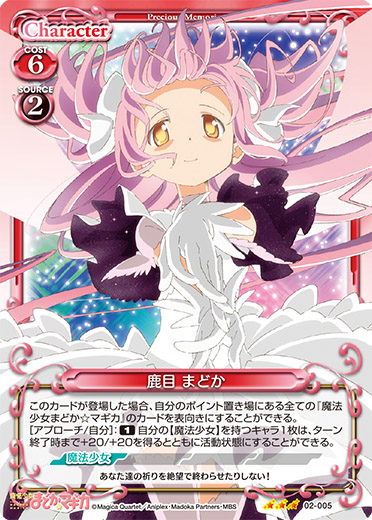 Precious Memories
Character
COST
6
SOURCE
2
鹿目 まどか
このカードが登場した場合、自分のポイント置き場にある全ての『魔法
少女まどか☆マギカ』のカードを表向きにすることができる。
[アプローチ/自分]：1 自分の【魔法少女】を持つキャラ1枚は、ターン
終了時まで+20/+20を得るとともに活動状態にすることができる。
魔法少女
あなた達の祈りを絶望で終わらせたりしない！
まどか☆マギカ
02-005
©Magica Quartet／Aniplex・Madoka Partners・MBS